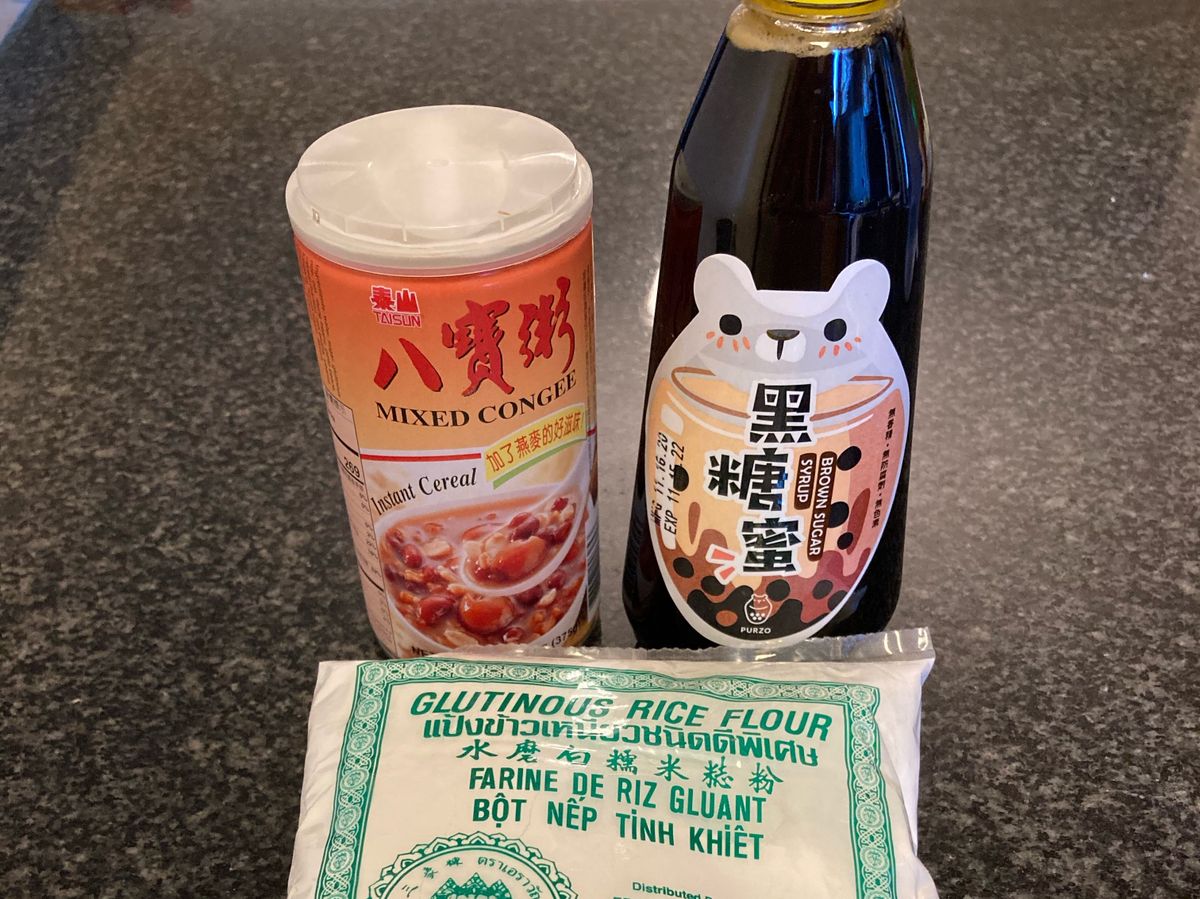 泰山
TAISUN
八寶粥
MIXED CONGEE
加了燕麥的好滋味!
Instant Cereal
269
黑糖蜜
BROWN SUGAR
SYRUP
MFG 11.16.20
EXP 11.15.22
PURZO
GLUTINOUS RICE FLOUR
แป้งข้าวเหนียวชนิดดีพิเศษ
水磨白糯米粉
FARINE DE RIZ GLUANT
BỘT NẾP TINH KHIẾT
Distributed